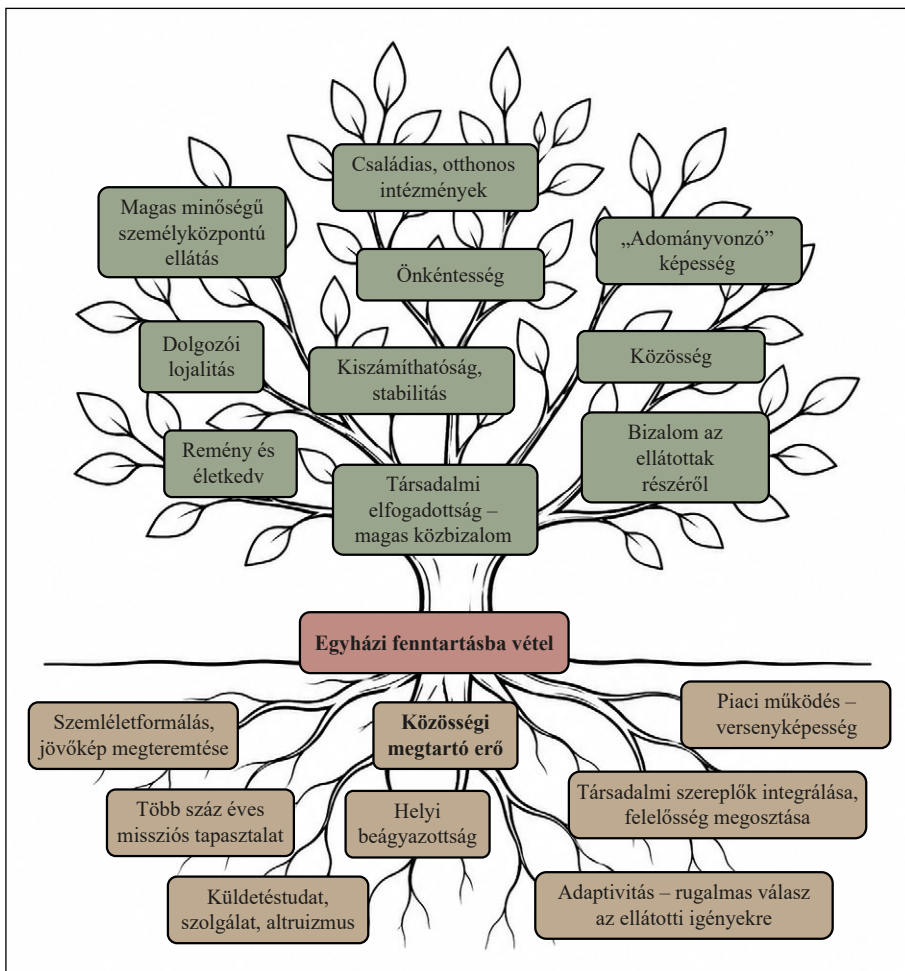 Családias, otthonos
intézmények
Magas minőségű
személyközpontú
ellátás
„Adományvonzó”
képesség
Önkéntesség
Dolgozói
lojalitás
Kiszámíthatóság,
stabilitás
Közösség
Remény és
életkedv
Bizalom az
ellátottak
részéről
Társadalmi
elfogadottság –
magas közbizalom
Egyházi fenntartásba vétel
Szemléletformálás,
jövőkép megteremtése
Közösségi
megtartó erő
Piaci működés –
versenyképesség
Több száz éves
missziós tapasztalat
Helyi
beágyazottság
Társadalmi szereplők integrálása,
felelősség megosztása
Küldetéstudat,
szolgálat, altruizmus
Adaptivitás – rugalmas válasz
az ellátotti igényekre